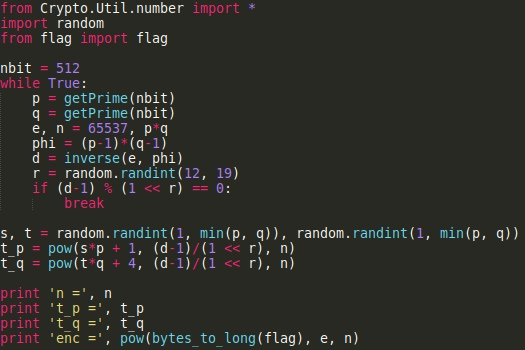 from Crypto.Util.number import *
import random
from flag import flag

nbit = 512
while True:
    p = getPrime(nbit)
    q = getPrime(nbit)
    e, n = 65537, p*q
    phi = (p-1)*(q-1)
    d = inverse(e, phi)
    r = random.randint(12, 19)
    if (d-1) % (1 << r) == 0:
        break

s, t = random.randint(1, min(p, q)), random.randint(1, min(p, q))
t_p = pow(s*p + 1, (d-1)/(1 << r), n)
t_q = pow(t*q + 4, (d-1)/(1 << r), n)

print 'n =', n
print 't_p =', t_p
print 't_q =', t_q
print 'enc =', pow(bytes_to_long(flag), e, n)